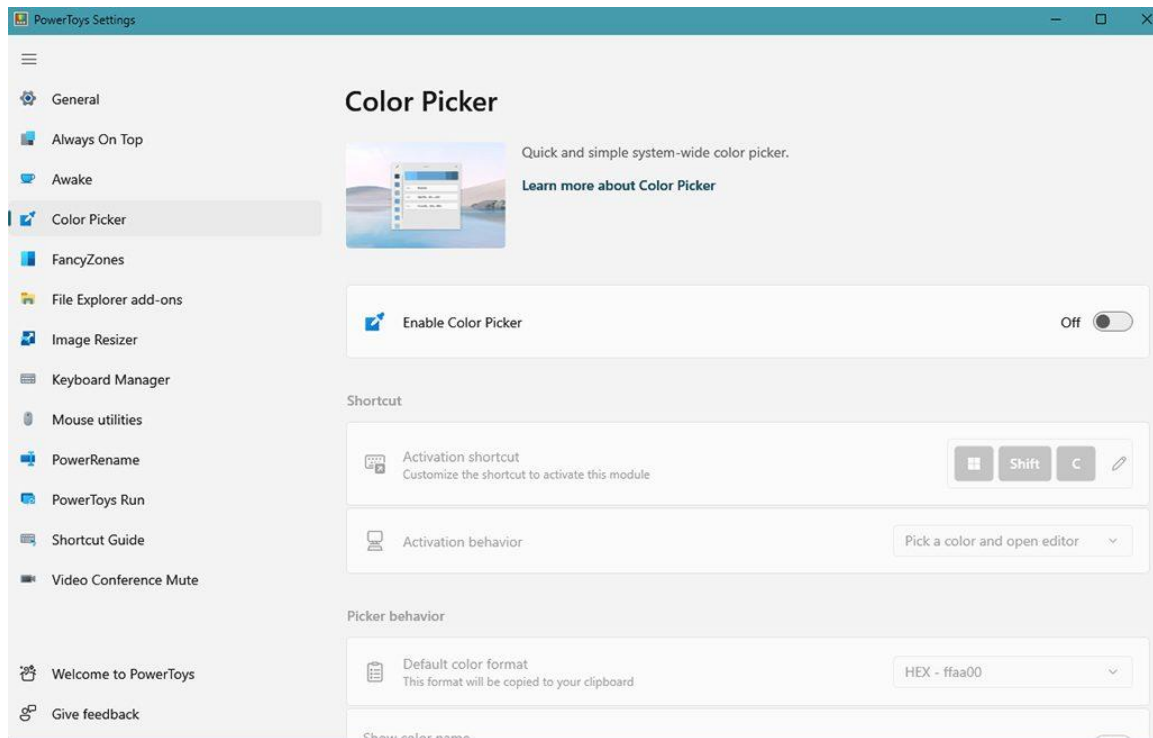 PowerToys Settings
General
Always On Top
Awake
Color Picker
FancyZones
File Explorer add-ons
Image Resizer
Keyboard Manager
Mouse utilities
PowerRename
PowerToys Run
Shortcut Guide
Video Conference Mute
Welcome to PowerToys
Give feedback
Color Picker
Quick and simple system-wide color picker.
Learn more about Color Picker
Enable Color Picker
Off
Shortcut
Activation shortcut
Customize the shortcut to activate this module
Shift C
Activation behavior
Pick a color and open editor
Picker behavior
Default color format
This format will be copied to your clipboard
HEX - ffaa00
Show color name